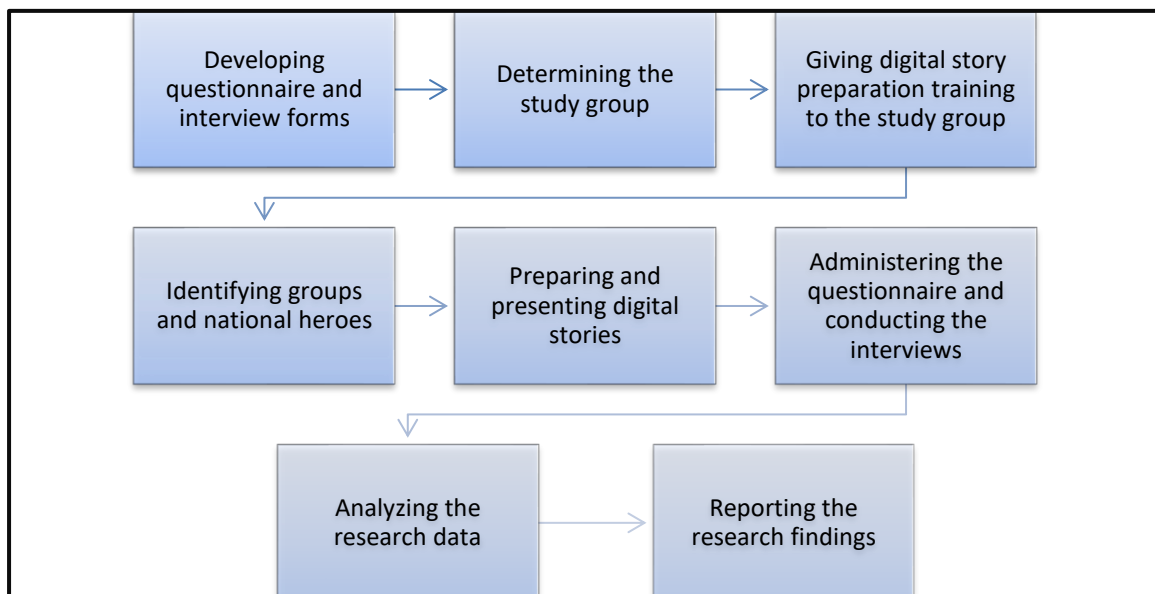 Developing
questionnaire and
interview forms
Determining the
study group
Giving digital story
preparation training
to the study group
Identifying groups
and national heroes
Preparing and
presenting digital
stories
Administering the
questionnaire and
conducting the
interviews
Analyzing the
research data
Reporting the
research findings